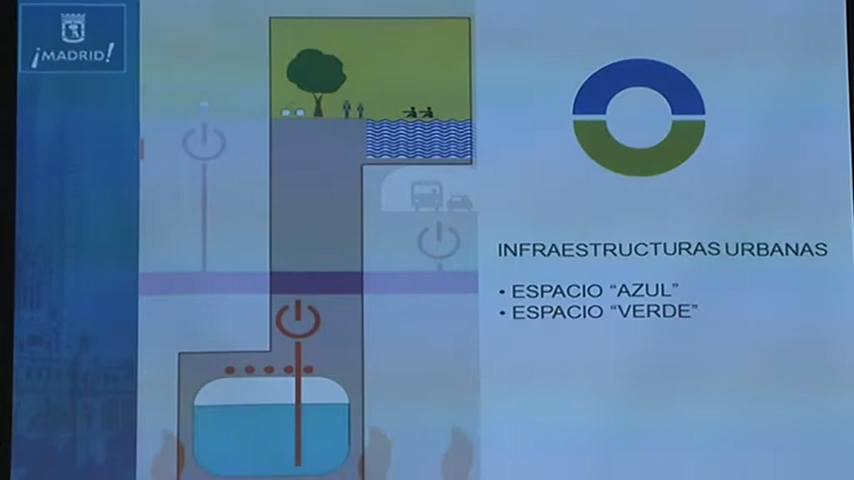 ¡MADRID!
INFRAESTRUCTURAS URBANAS
• ESPACIO "AZUL"
• ESPACIO "VERDE"